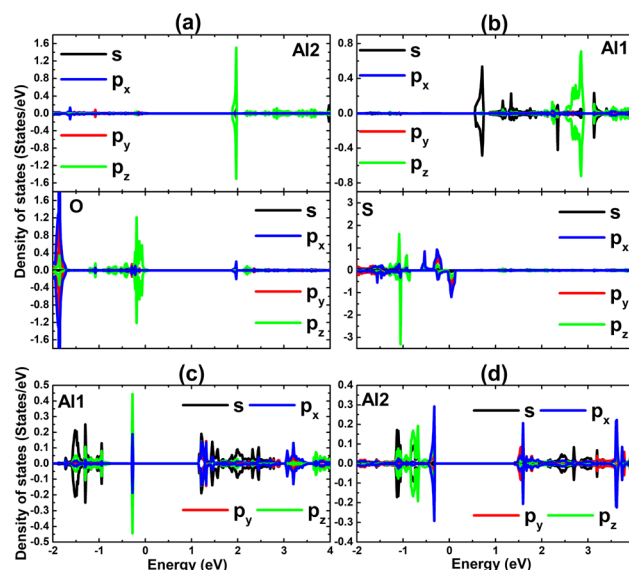 (a)
(b)
Density of states (States/eV)
1.6
1.2
0.8
0.4
0.0
-0.4
-0.8
-1.2
-1.6
s
px
py
pz
Al2
0.8
0.4
0.0
-0.4
-0.8
s
px
py
pz
Al1
1.6
1.2
0.8
0.4
0.0
-0.4
-0.8
-1.2
-1.6
O
s
px
py
pz
5
3
2
0
-2
-3
S
s
px
py
pz
(c)
(d)
Density of states (States/eV)
0.5
0.4
0.3
0.2
0.1
0.0
-0.1
-0.2
-0.3
-0.4
-0.5
Al1
s
px
py
pz
-2 -1 0 1 2 3 4
Energy (eV)
0.4
0.3
0.2
0.1
0.0
-0.1
-0.2
-0.3
-0.4
Al2
s
px
py
pz
-2 -1 0 1 2 3
Energy (eV)